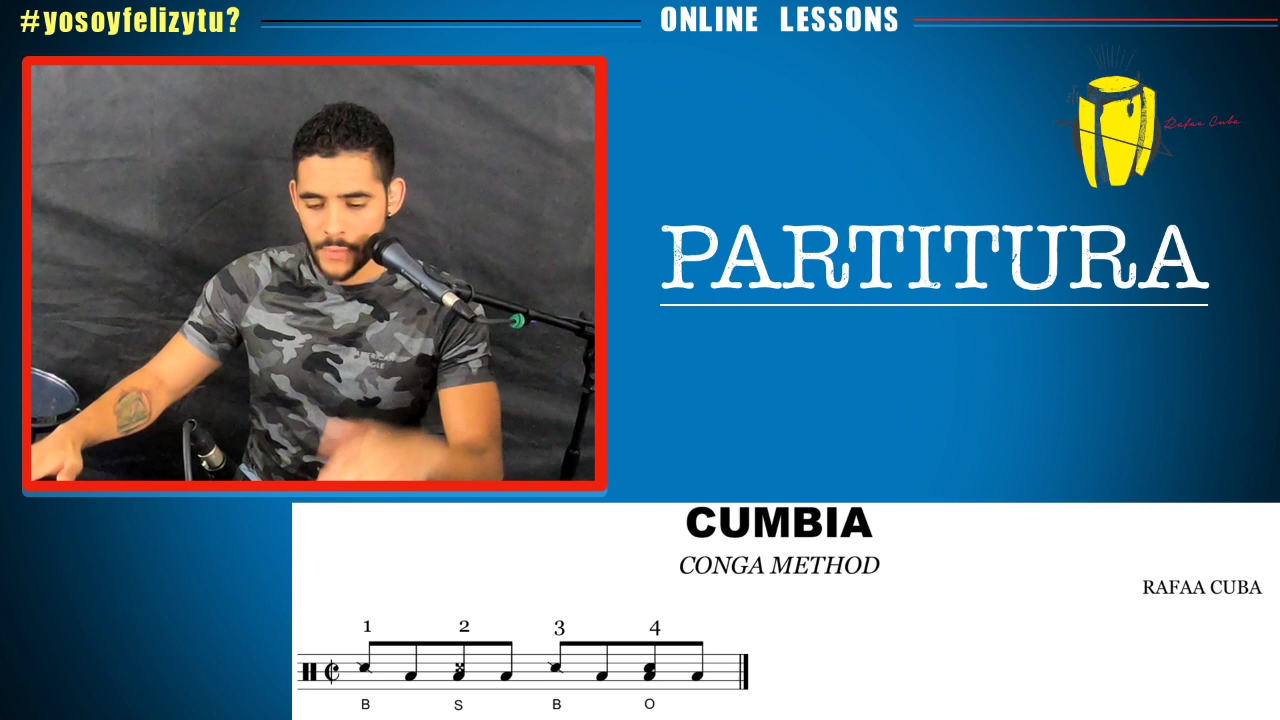 #yosoyfelizytu?
ONLINE LESSONS
Rafaa Cuba
PARTITURA
CUMBIA
CONGA METHOD
RAFAA CUBA
1 2 3 4
B S B O